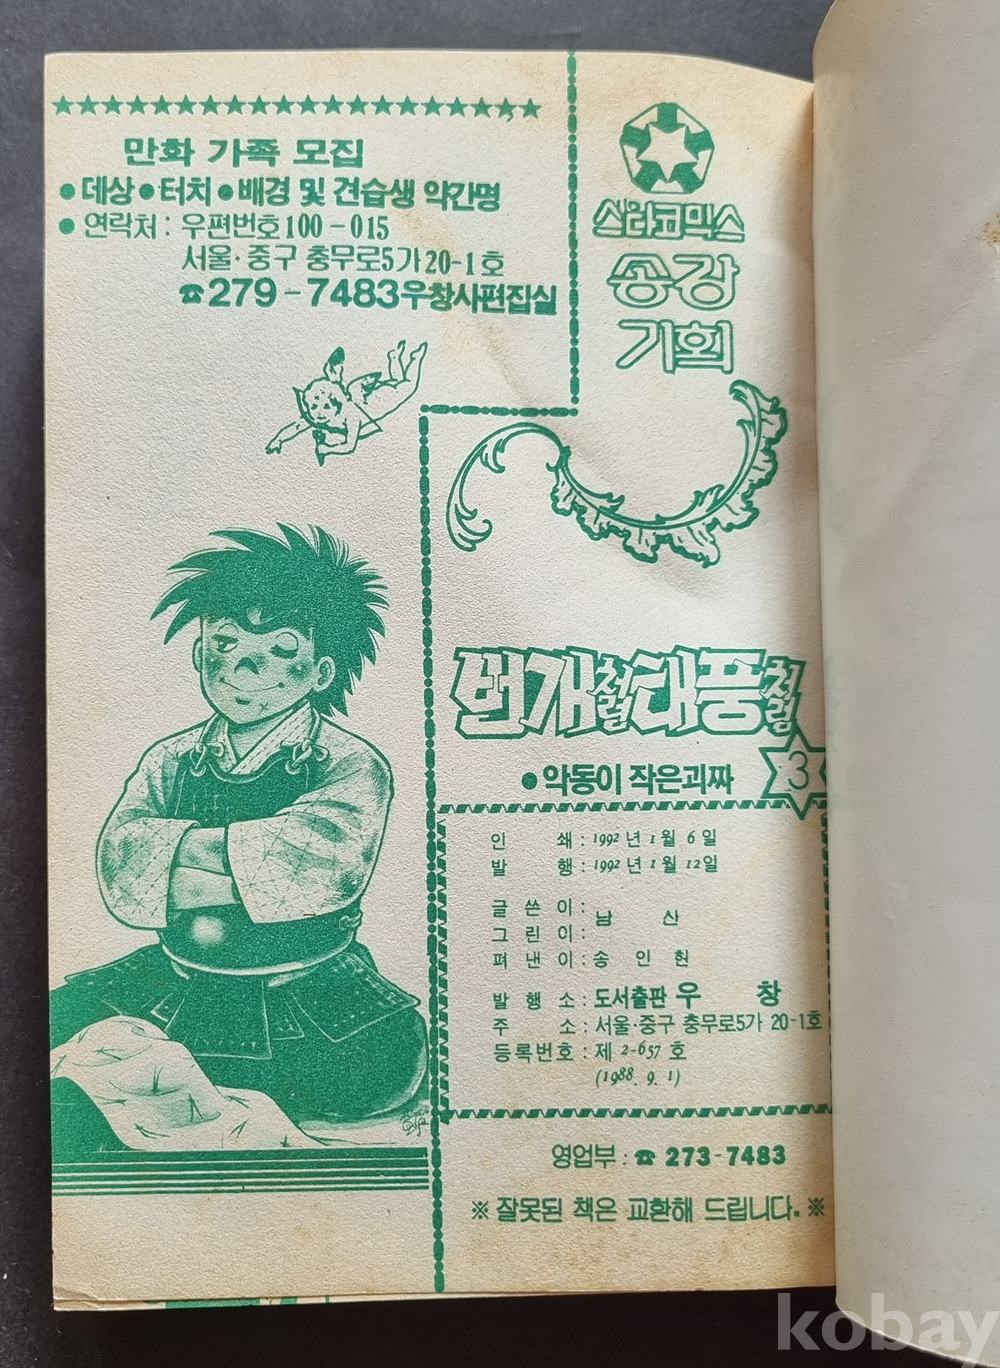 만화 가족 모집
●데상●터치●배경 및 견습생 약간명
●연락처 : 우편번호 100-015
서울·중구 충무로5가 20-1호
☎279-7483우창사편집실
스타코믹스
송강
기획
번개처럼 태풍처럼
3
●악동이 작은괴짜
인 쇄 : 1992년 1월 6일
발 행 : 1992년 1월 12일
글 쓴 이 :
그 린 이 :
남 산
펴 낸 이 : 송 인 현
발 행 소 : 도서출판 우 창
주 소 : 서울·중구 충무로5가 20-1호
등록번호 : 제 2-657 호
(1988. 9. 1)
영업부 : ☎ 273-7483
※ 잘못된 책은 교환해 드립니다. ※
kobay